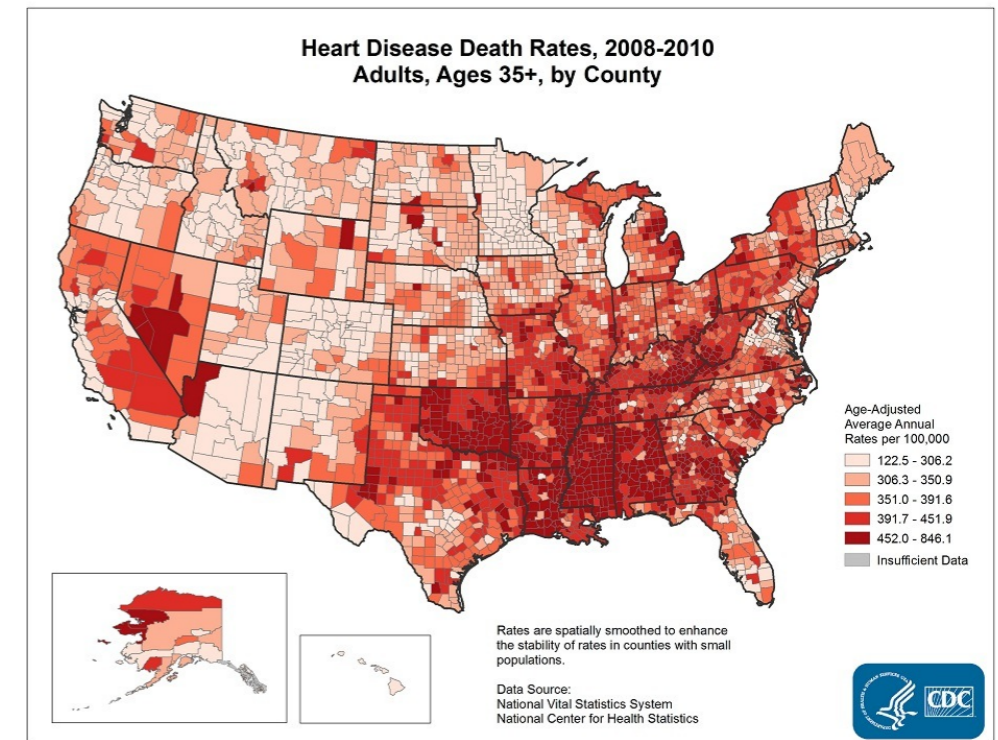 Heart Disease Death Rates, 2008-2010
Adults, Ages 35+, by County
Age-Adjusted
Average Annual
Rates per 100,000
122.5 - 306.2
306.3 - 350.9
351.0 - 391.6
391.7 - 451.9
452.0 - 846.1
Insufficient Data
Rates are spatially smoothed to enhance
the stability of rates in counties with small
populations.
Data Source:
National Vital Statistics System
National Center for Health Statistics
CDC